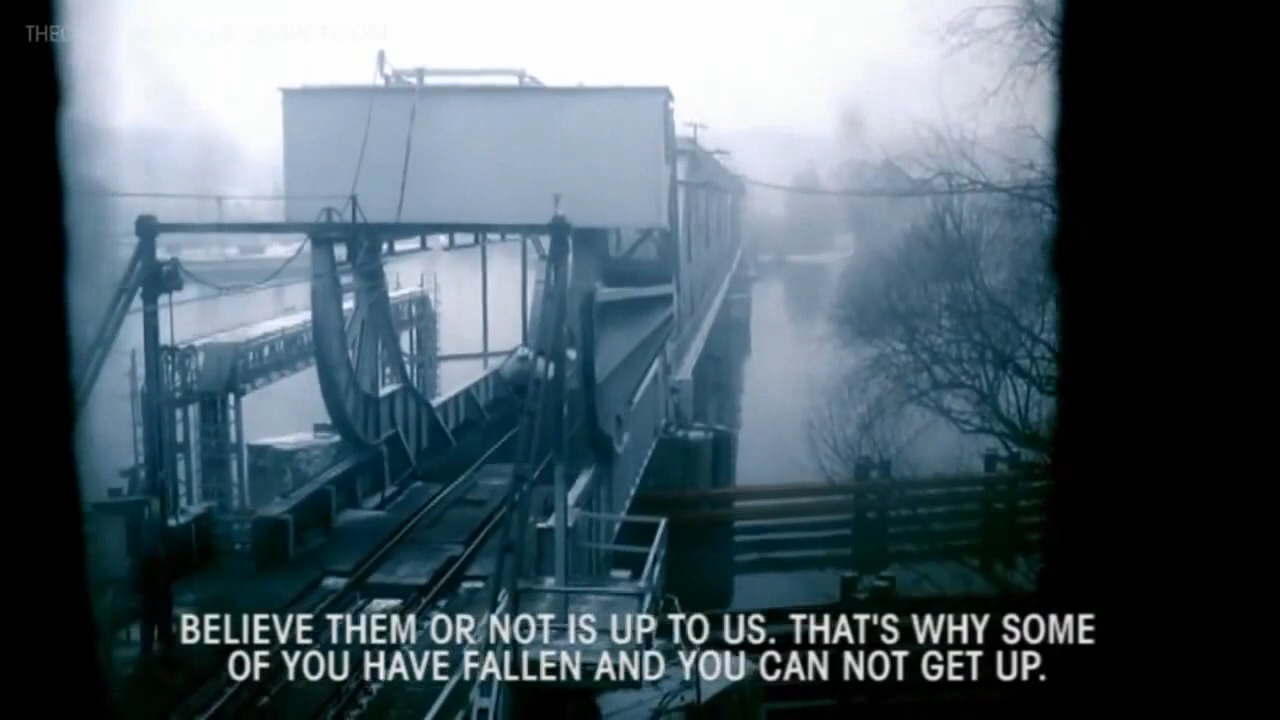 BELIEVE THEM OR NOT IS UP TO US. THAT'S WHY SOME
OF YOU HAVE FALLEN AND YOU CAN NOT GET UP.